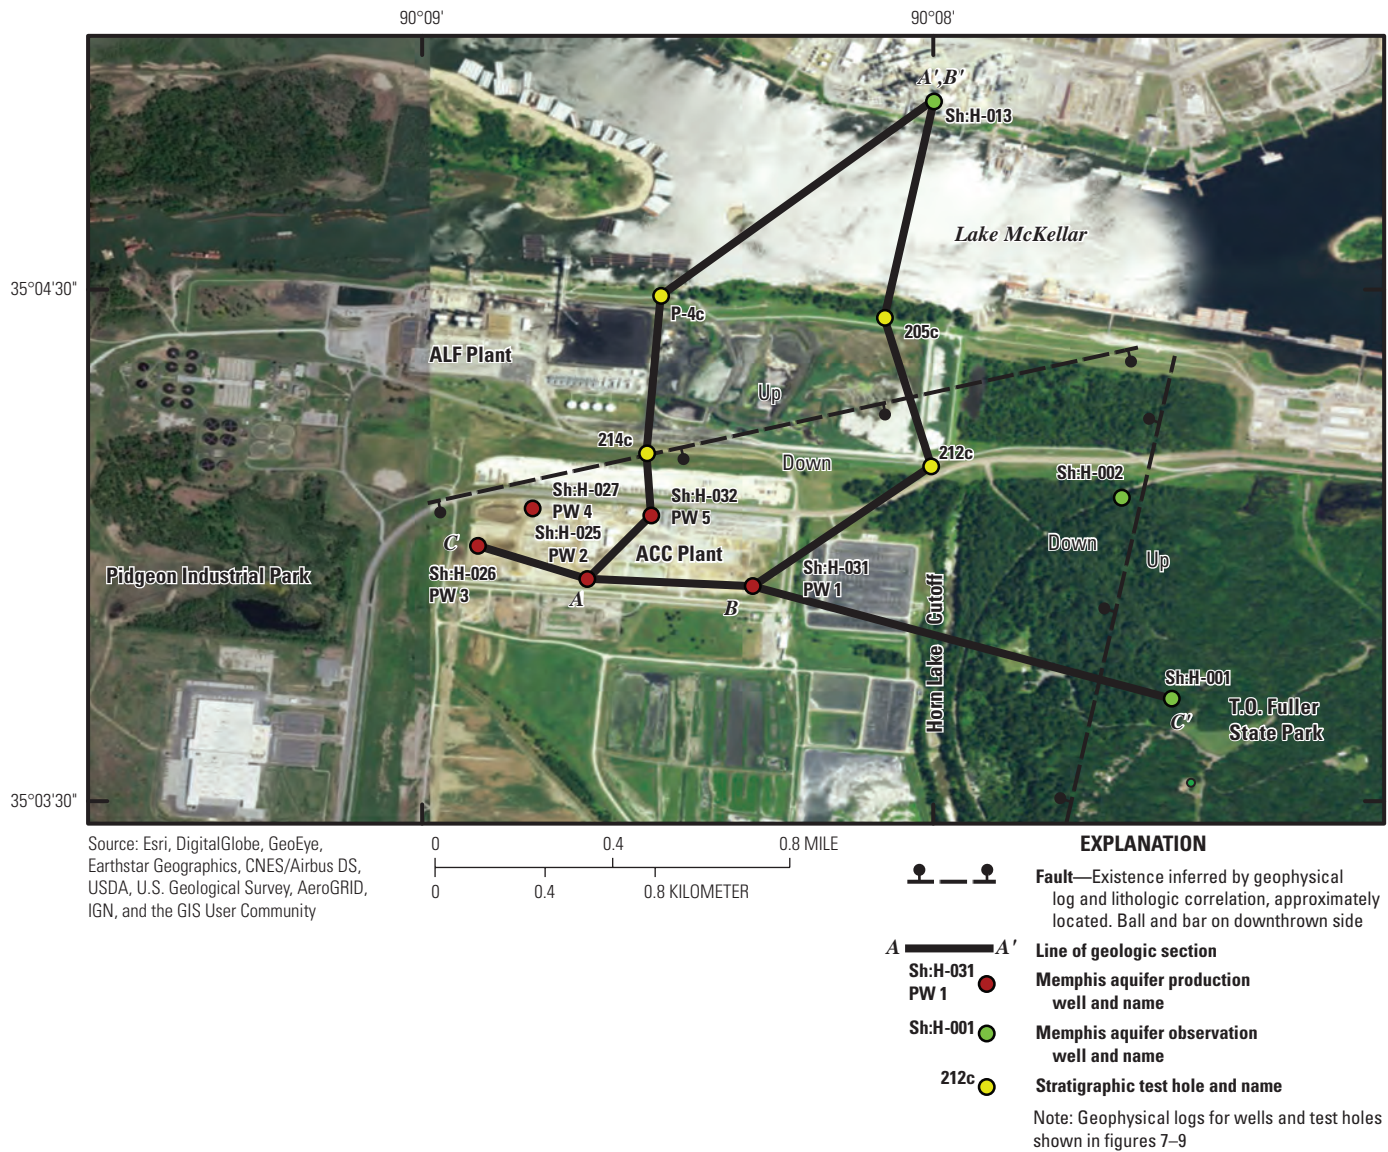 90°09'
90°08'
A',B'
Sh:H-013
Lake McKellar
35°04'30"
P-4c
205c
ALF Plant
Up
214c
212c
Down
Sh:H-002
Sh:H-027
PW 4
Sh:H-032
PW 5
Sh:H-025
PW 2
C
ACC Plant
Down
Up
Pidgeon Industrial Park
Sh:H-026
PW 3
Sh:H-031
PW 1
A
B
Horn Lake Cutoff
Sh:H-001
C'
T.O. Fuller
State Park
35°03'30"
Source: Esri, DigitalGlobe, GeoEye,
Earthstar Geographics, CNES/Airbus DS,
USDA, U.S. Geological Survey, AeroGRID,
IGN, and the GIS User Community
0 0.4 0.8 MILE
0 0.4 0.8 KILOMETER
EXPLANATION
Fault—Existence inferred by geophysical
log and lithologic correlation, approximately
located. Ball and bar on downthrown side
A A' Line of geologic section
Sh:H-031
PW 1
Memphis aquifer production
well and name
Sh:H-001
Memphis aquifer observation
well and name
212c
Stratigraphic test hole and name
Note: Geophysical logs for wells and test holes
shown in figures 7–9